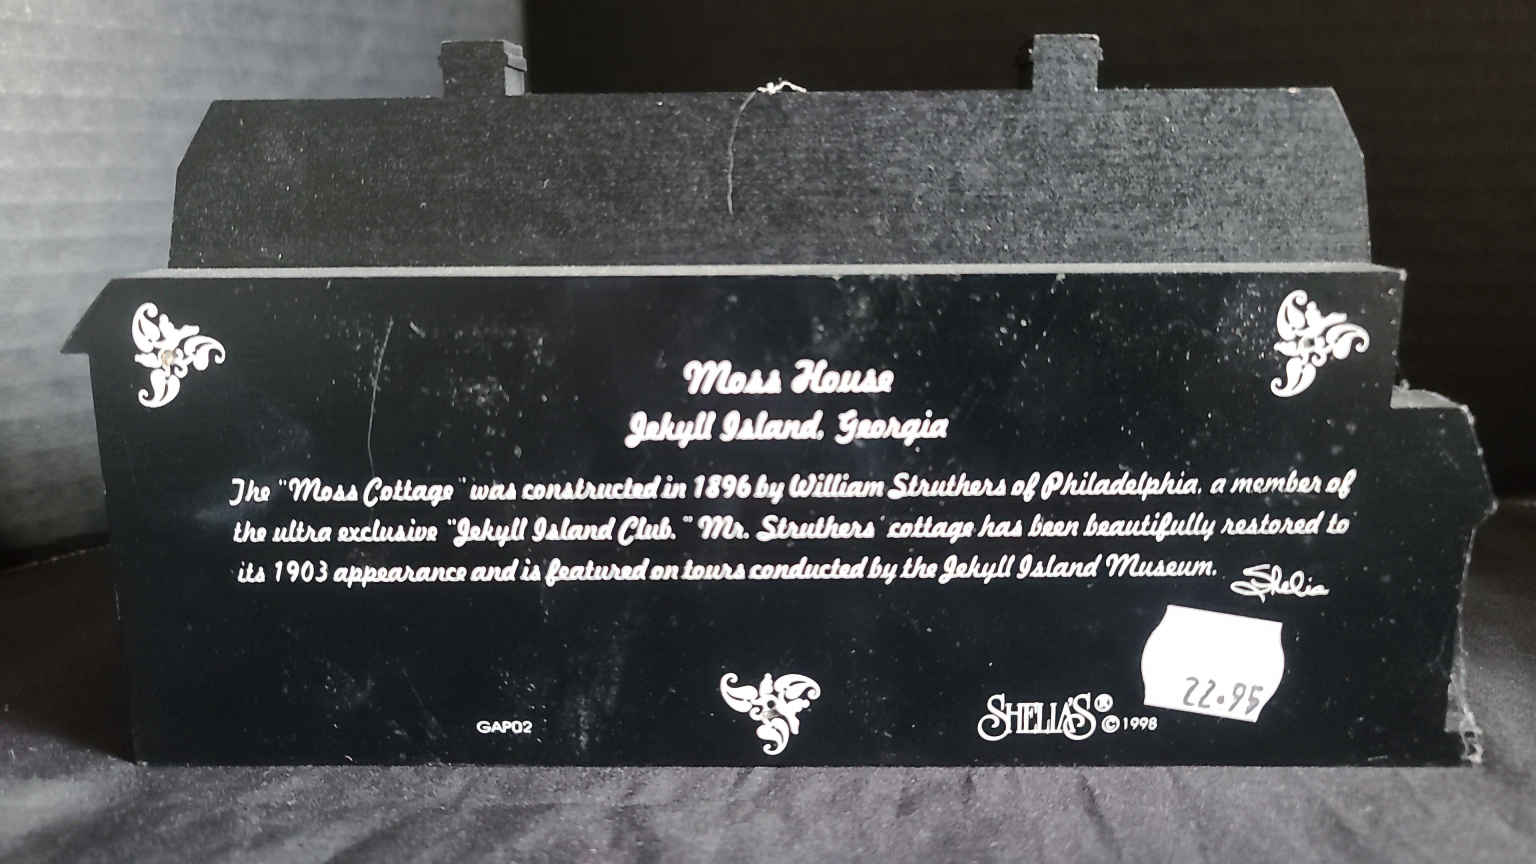 Moss House
Jekyll Island, Georgia
The "Moss Cottage" was constructed in 1896 by William Struthers of Philadelphia, a member of
the ultra exclusive "Jekyll Island Club." Mr. Struthers' cottage has been beautifully restored to
its 1903 appearance and is featured on tours conducted by the Jekyll Island Museum.
Shelia
22.95
GAP02
SHELIA'S® ©1998